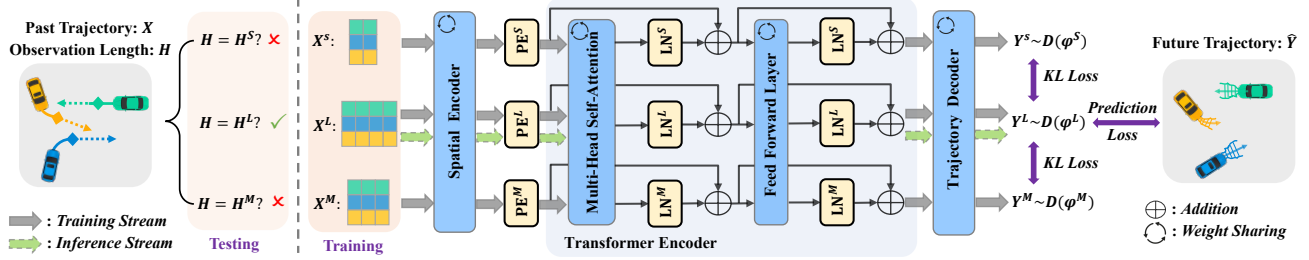 Past Trajectory: X
Observation Length: H
H = H^S? ✗
H = H^L? ✓
H = H^M? ✗
: Training Stream
: Inference Stream
Testing
X^S:
X^L:
X^M:
Training
Spatial Encoder
PE^S
PE^L
PE^M
Multi-Head Self-Attention
LN^S
LN^L
LN^M
Feed Forward Layer
LN^S
LN^L
LN^M
Transformer Encoder
Trajectory Decoder
Y^S~D(φ^S)
KL Loss
Y^L~D(φ^L)
KL Loss
Y^M~D(φ^M)
Prediction
Loss
Future Trajectory: Ŷ
: Addition
: Weight Sharing